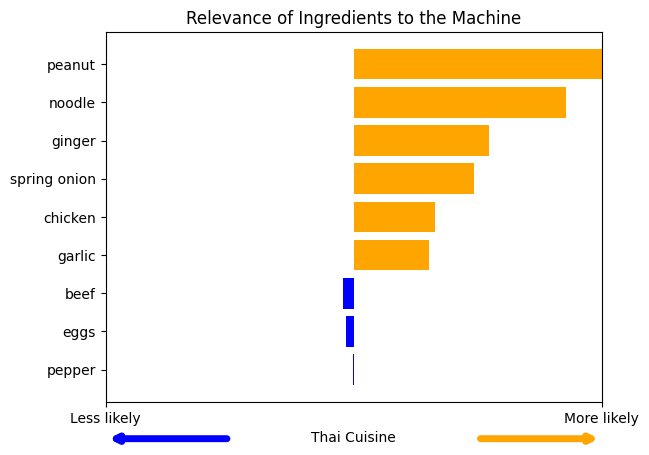 Relevance of Ingredients to the Machine
peanut
noodle
ginger
spring onion
chicken
garlic
beef
eggs
pepper
Less likely
More likely
Thai Cuisine